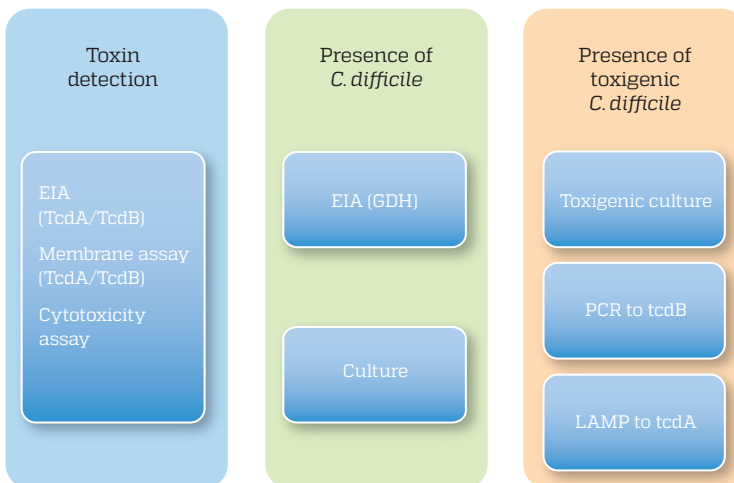 Toxin
detection
EIA
(TcdA/TcdB)
Membrane assay
(TcdA/TcdB)
Cytotoxicity
assay
Presence of
C. difficile
EIA (GDH)
Culture
Presence of
toxigenic
C. difficile
Toxigenic culture
PCR to tcdB
LAMP to tcdA